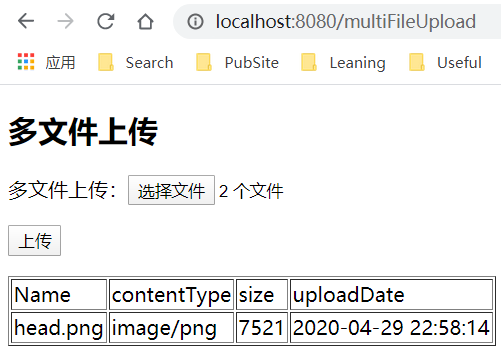 localhost:8080/multiFileUpload
应用 Search PubSite Leaning Useful
多文件上传
多文件上传： 选择文件 2 个文件
上传
Name contentType size uploadDate
head.png image/png 7521 2020-04-29 22:58:14